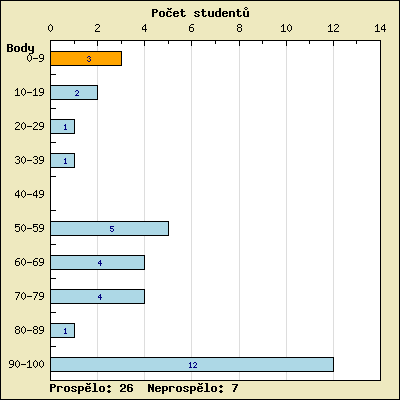 Počet studentů
0 2 4 6 8 10 12 14
Body
0-9 3
10-19 2
20-29 1
30-39 1
40-49
50-59 5
60-69 4
70-79 4
80-89 1
90-100 12
Prospělo: 26 Neprospělo: 7